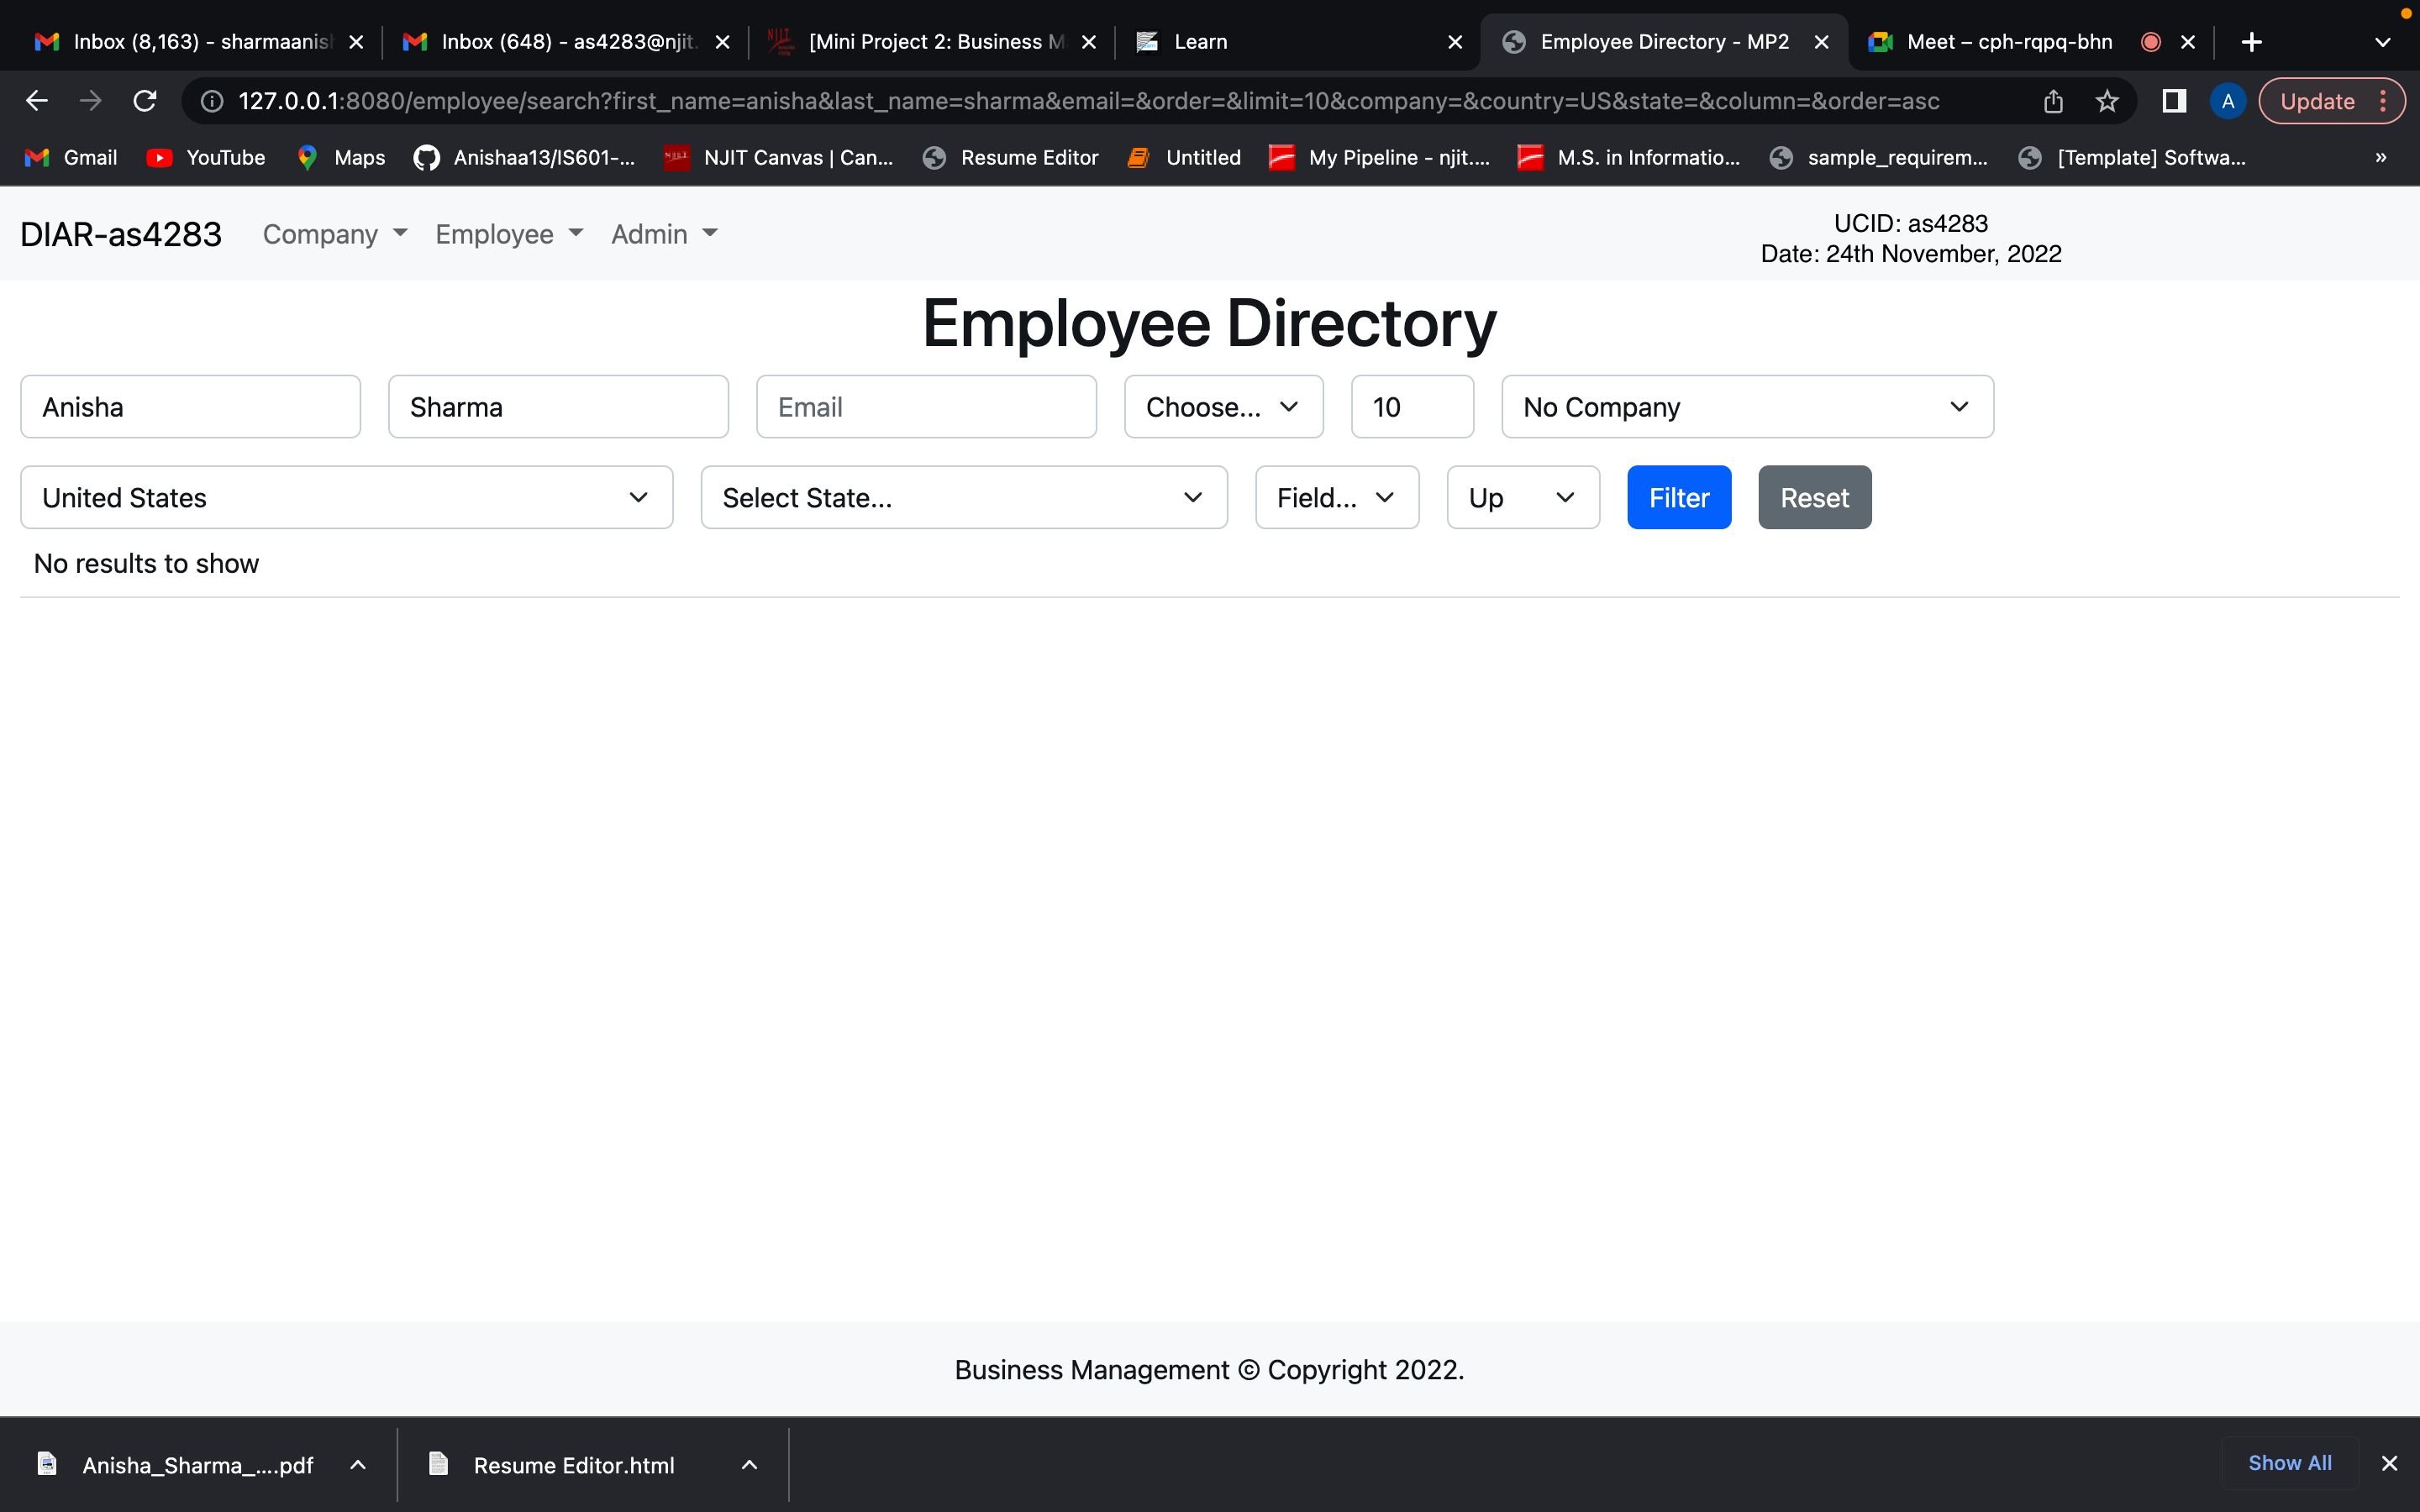 Inbox (8,163) - sharmaanis
Inbox (648) - as4283@njit.
[Mini Project 2: Business M
Learn
Employee Directory - MP2
Meet – cph-rqpq-bhn
127.0.0.1:8080/employee/search?first_name=anisha&last_name=sharma&email=&order=&limit=10&company=&country=US&state=&column=&order=asc
A
Update
Gmail
YouTube
Maps
Anishaa13/IS601-...
NJIT Canvas | Can...
Resume Editor
Untitled
My Pipeline - njit....
M.S. in Informatio...
sample_requirem...
[Template] Softwa...
»
DIAR-as4283
Company
Employee
Admin
UCID: as4283
Date: 24th November, 2022
Employee Directory
Anisha
Sharma
Email
Choose...
10
No Company
United States
Select State...
Field...
Up
Filter
Reset
No results to show
Business Management © Copyright 2022.
Anisha_Sharma_....pdf
Resume Editor.html
Show All